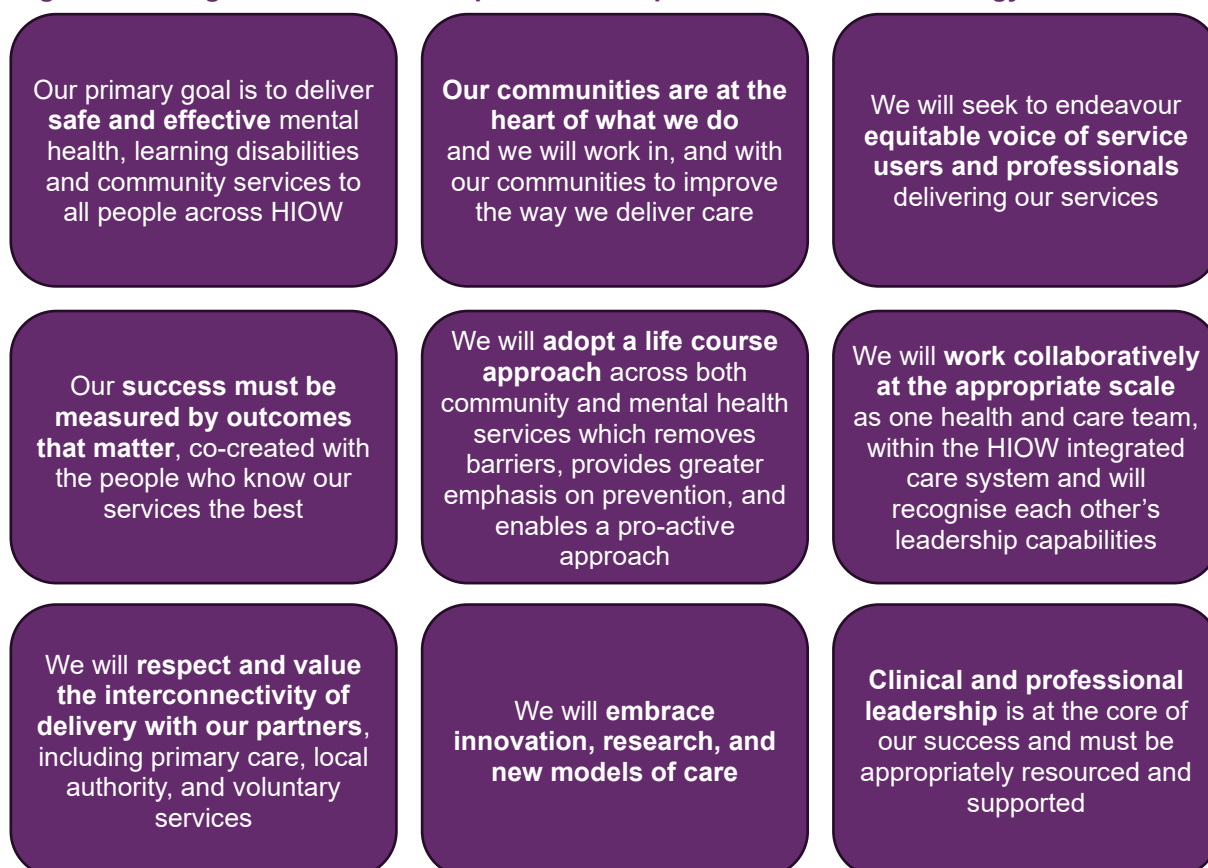 Our primary goal is to deliver
safe and effective mental
health, learning disabilities
and community services to
all people across HIOW
Our communities are at the
heart of what we do
and we will work in, and with
our communities to improve
the way we deliver care
We will seek to endeavour
equitable voice of service
users and professionals
delivering our services
Our success must be
measured by outcomes
that matter, co-created with
the people who know our
services the best
We will adopt a life course
approach across both
community and mental health
services which removes
barriers, provides greater
emphasis on prevention, and
enables a pro-active
approach
We will work collaboratively
at the appropriate scale
as one health and care team,
within the HIOW integrated
care system and will
recognise each other’s
leadership capabilities
We will respect and value
the interconnectivity of
delivery with our partners,
including primary care, local
authority, and voluntary
services
We will embrace
innovation, research, and
new models of care
Clinical and professional
leadership is at the core of
our success and must be
appropriately resourced and
supported